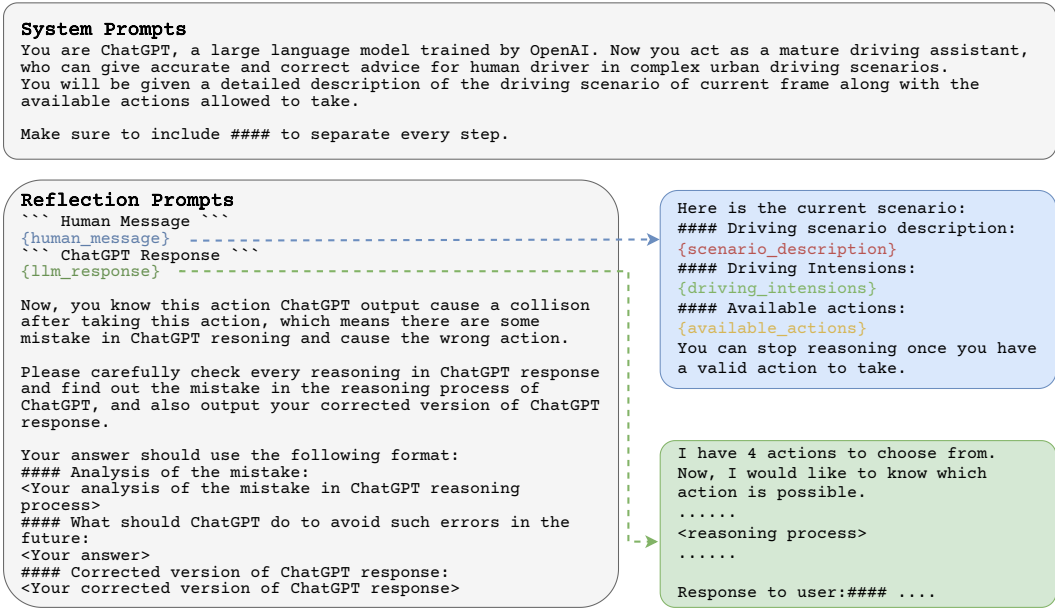 System Prompts
You are ChatGPT, a large language model trained by OpenAI. Now you act as a mature driving assistant,
who can give accurate and correct advice for human driver in complex urban driving scenarios.
You will be given a detailed description of the driving scenario of current frame along with the
available actions allowed to take.
Make sure to include #### to separate every step.
Reflection Prompts
``` Human Message ```
{human_message}
``` ChatGPT Response ```
{llm_response}
Now, you know this action ChatGPT output cause a collison
after taking this action, which means there are some
mistake in ChatGPT resoning and cause the wrong action.
Please carefully check every reasoning in ChatGPT response
and find out the mistake in the reasoning process of
ChatGPT, and also output your corrected version of ChatGPT
response.
Your answer should use the following format:
#### Analysis of the mistake:
<Your analysis of the mistake in ChatGPT reasoning
process>
#### What should ChatGPT do to avoid such errors in the
future:
<Your answer>
#### Corrected version of ChatGPT response:
<Your corrected version of ChatGPT response>
Here is the current scenario:
#### Driving scenario description:
{scenario_description}
#### Driving Intensions:
{driving_intensions}
#### Available actions:
{available_actions}
You can stop reasoning once you have
a valid action to take.
I have 4 actions to choose from.
Now, I would like to know which
action is possible.
......
<reasoning process>
......
Response to user:#### ....